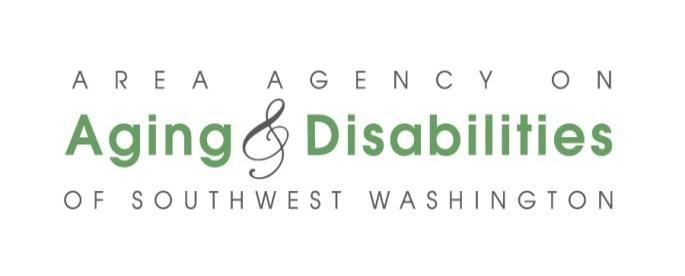 AREA AGENCY ON
Aging & Disabilities
OF SOUTHWEST WASHINGTON